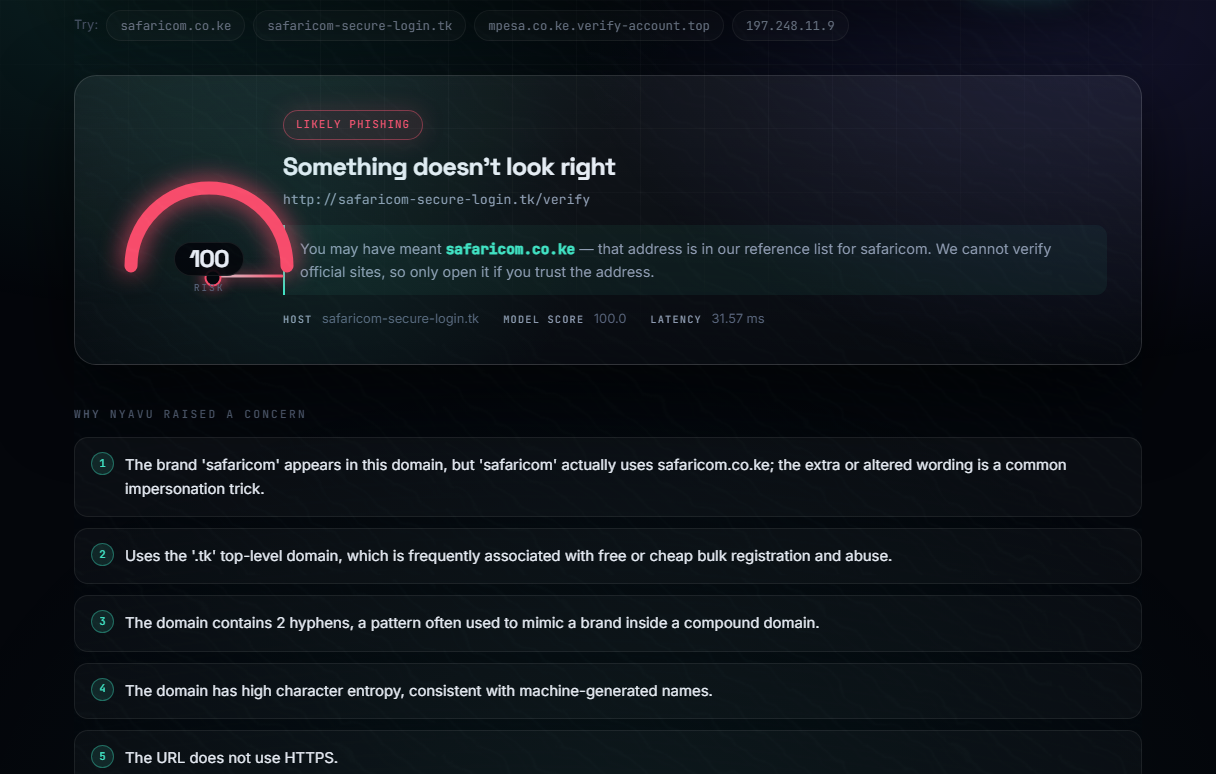 Try: safaricom.co.ke safaricom-secure-login.tk mpesa.co.ke.verify-account.top 197.248.11.9
LIKELY PHISHING
Something doesn't look right
http://safaricom-secure-login.tk/verify
100
RISK
You may have meant safaricom.co.ke — that address is in our reference list for safaricom. We cannot verify
official sites, so only open it if you trust the address.
HOST safaricom-secure-login.tk MODEL SCORE 100.0 LATENCY 31.57 ms
WHY NYAVU RAISED A CONCERN
1 The brand 'safaricom' appears in this domain, but 'safaricom' actually uses safaricom.co.ke; the extra or altered wording is a common
impersonation trick.
2 Uses the '.tk' top-level domain, which is frequently associated with free or cheap bulk registration and abuse.
3 The domain contains 2 hyphens, a pattern often used to mimic a brand inside a compound domain.
4 The domain has high character entropy, consistent with machine-generated names.
5 The URL does not use HTTPS.